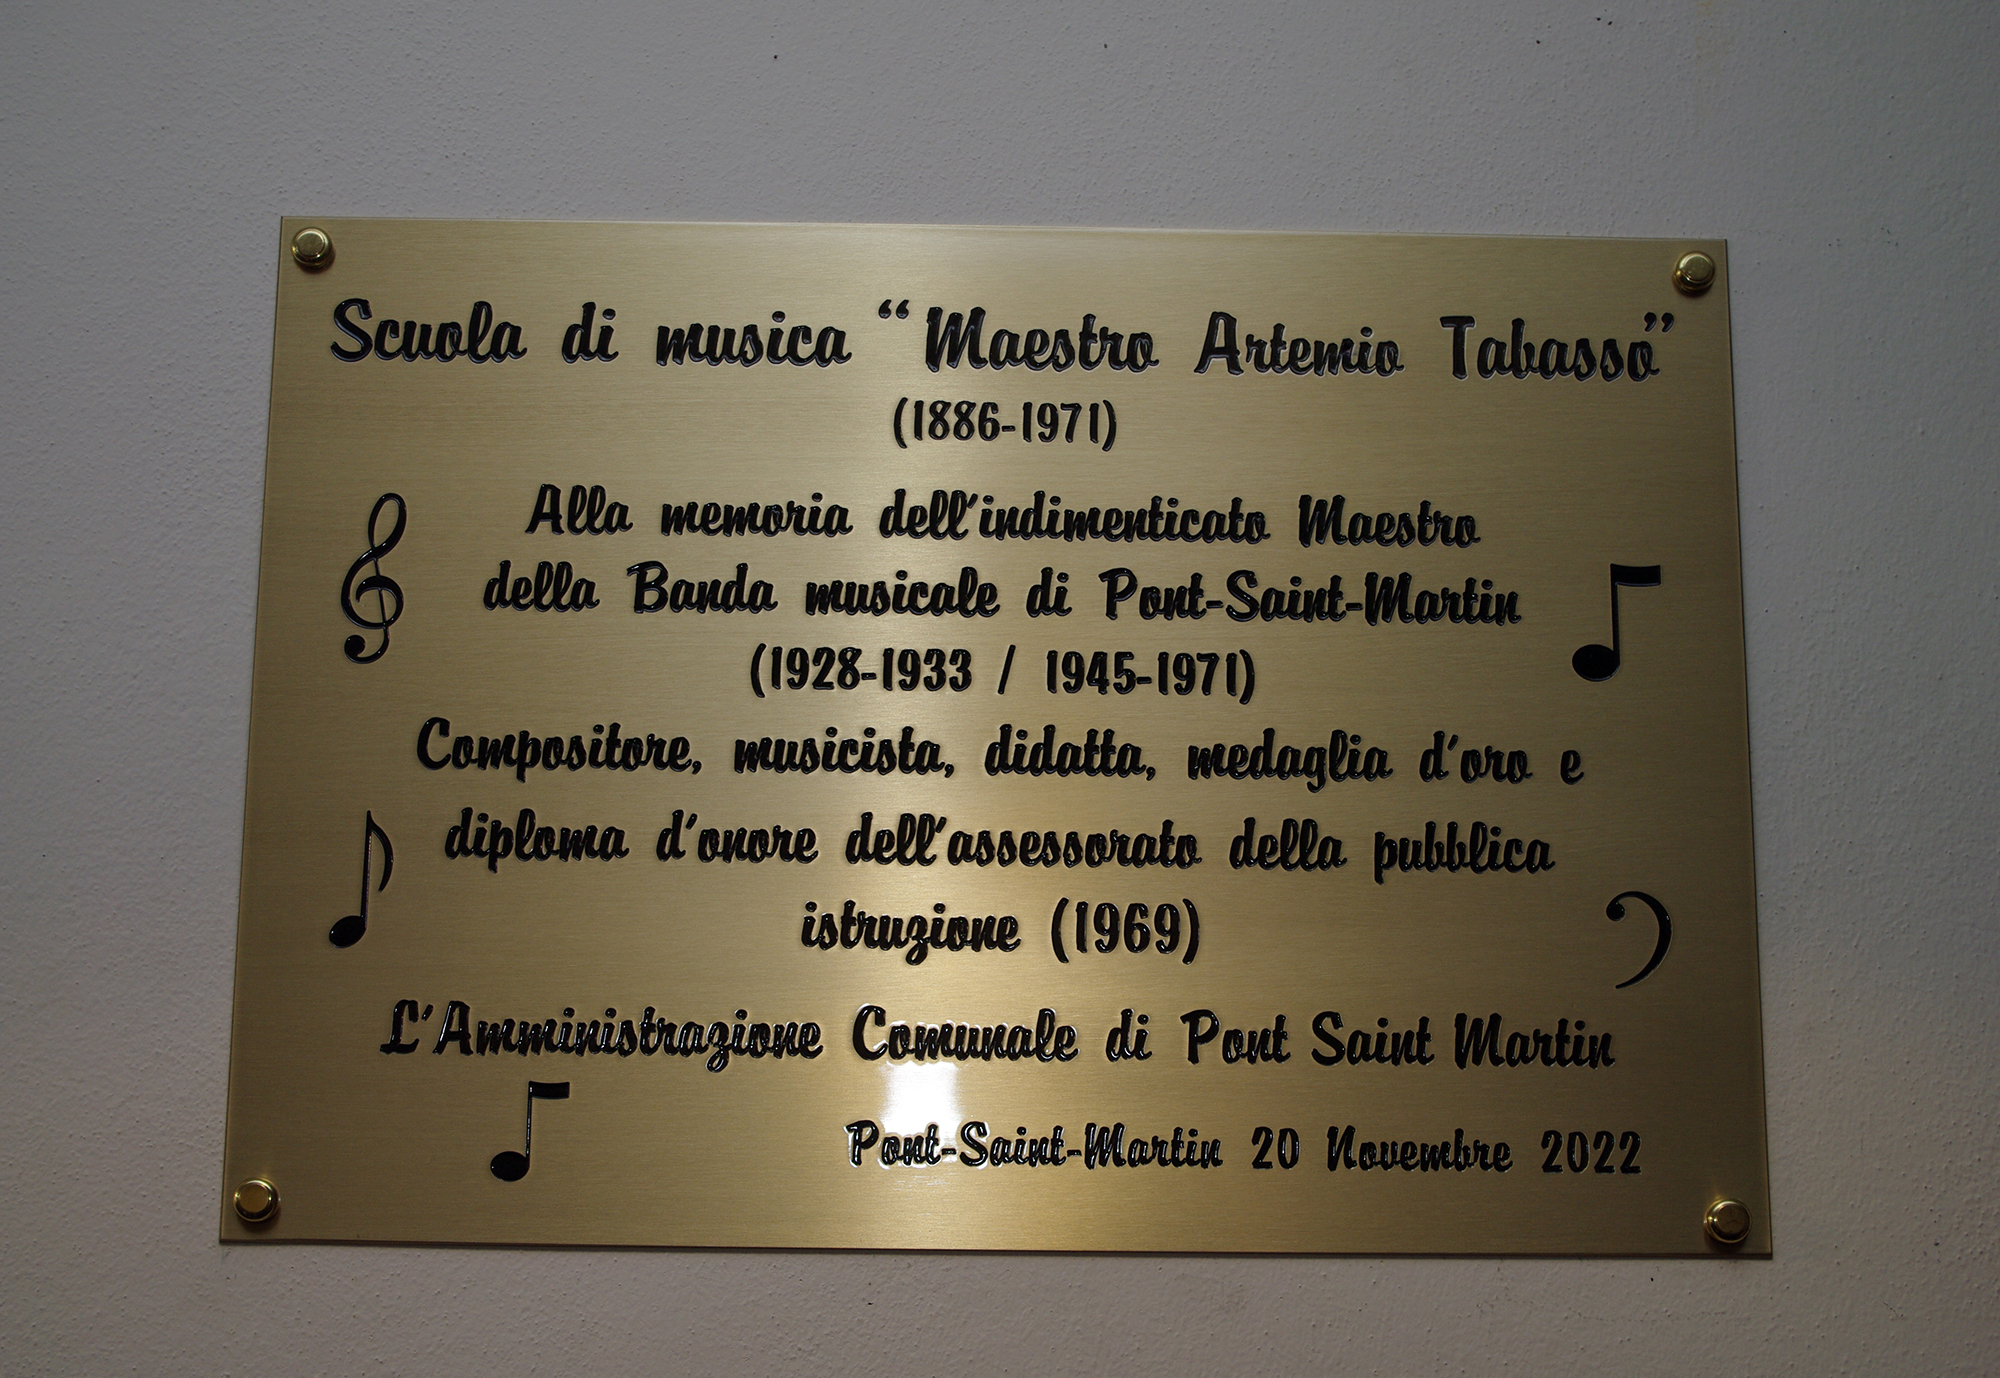 Scuola di musica “Maestro Artemio Tabasso”
(1886-1971)
Alla memoria dell'indimenticato Maestro
della Banda musicale di Pont-Saint-Martin
(1928-1933 / 1945-1971)
Compositore, musicista, didatta, medaglia d'oro e
diploma d'onore dell'assessorato della pubblica
istruzione (1969)
L'Amministrazione Comunale di Pont Saint Martin
Pont-Saint-Martin 20 Novembre 2022